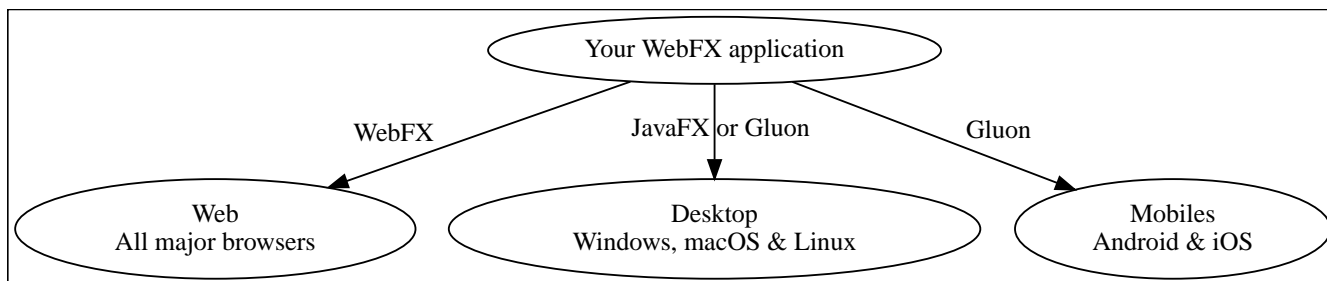 Your WebFX application
WebFX
JavaFX or Gluon
Gluon
Web
All major browsers
Desktop
Windows, macOS & Linux
Mobiles
Android & iOS